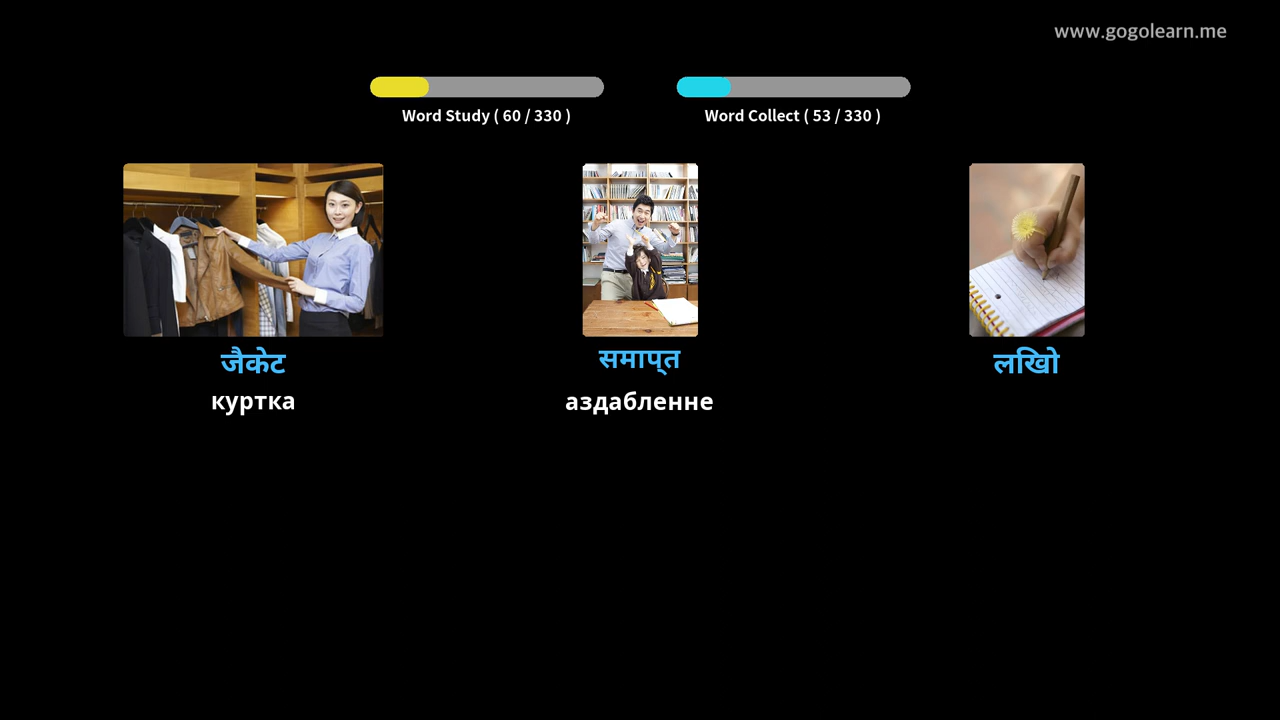 www.gogolearn.me
Word Study ( 60 / 330 )
Word Collect ( 53 / 330 )
जैकेट
समाप्त
लिखो
куртка
аздабленне